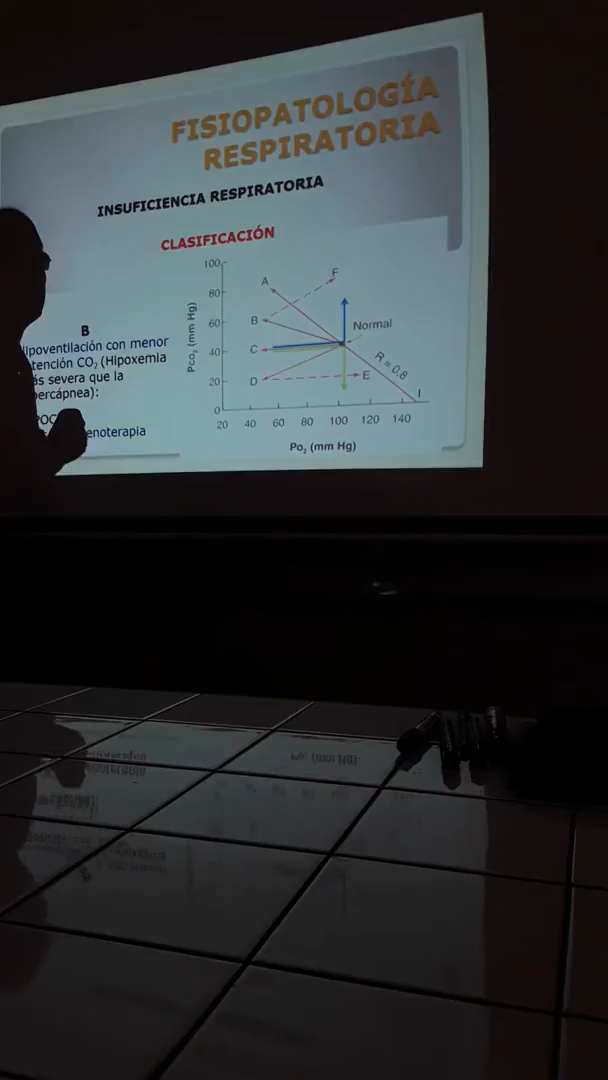 FISIOPATOLOGÍA
RESPIRATORIA
INSUFICIENCIA RESPIRATORIA
CLASIFICACIÓN
B
ipoventilación con menor
tención CO₂ (Hipoxemia
ás severa que la
percápnea):
POC
enoterapia
Pco₂ (mm Hg)
100
80
60
40
20
0
A
F
B
Normal
C
R = 0.8
D
E
I
20 40 60 80 100 120 140
Po₂ (mm Hg)